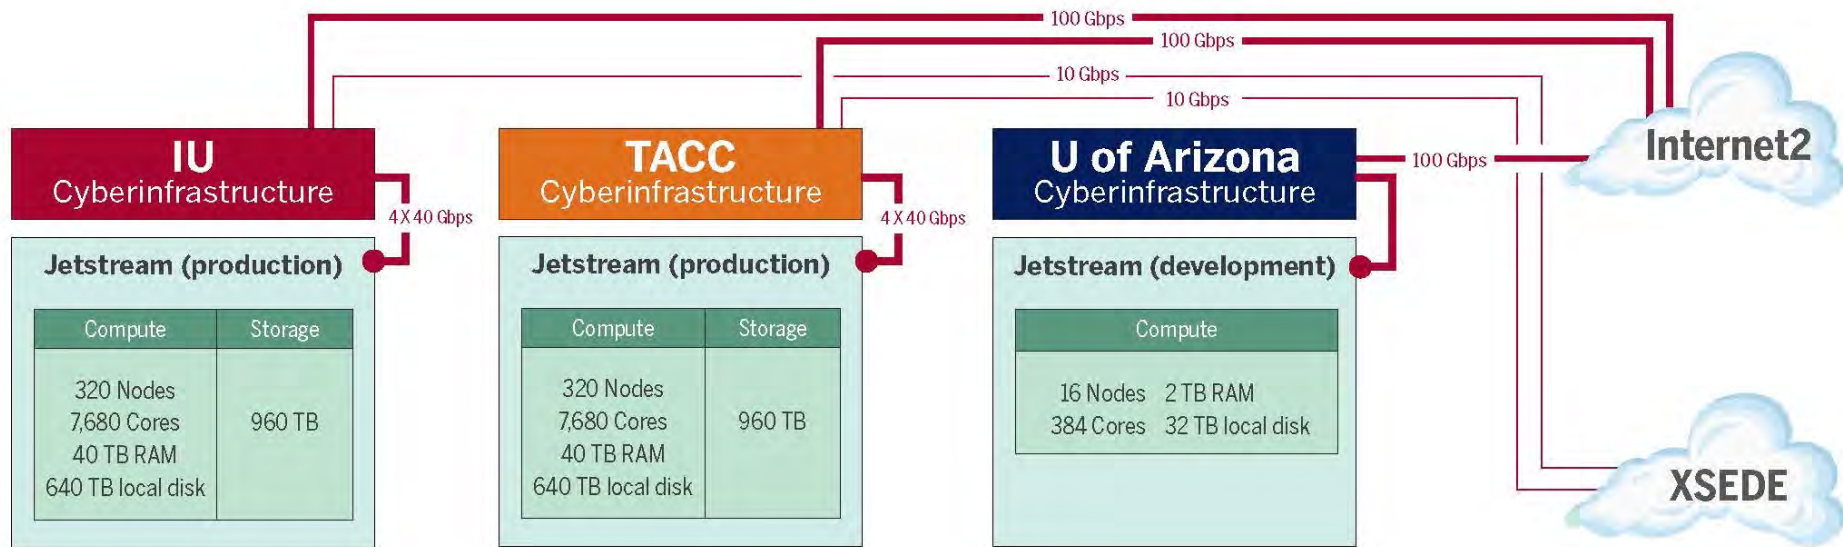 100 Gbps
100 Gbps
10 Gbps
10 Gbps
IU
Cyberinfrastructure
4 X 40 Gbps
Jetstream (production)
Compute
Storage
320 Nodes
7,680 Cores
40 TB RAM
640 TB local disk
960 TB
TACC
Cyberinfrastructure
4 X 40 Gbps
Jetstream (production)
Compute
Storage
320 Nodes
7,680 Cores
40 TB RAM
640 TB local disk
960 TB
U of Arizona
Cyberinfrastructure
100 Gbps
Jetstream (development)
Compute
16 Nodes 2 TB RAM
384 Cores 32 TB local disk
Internet2
XSEDE